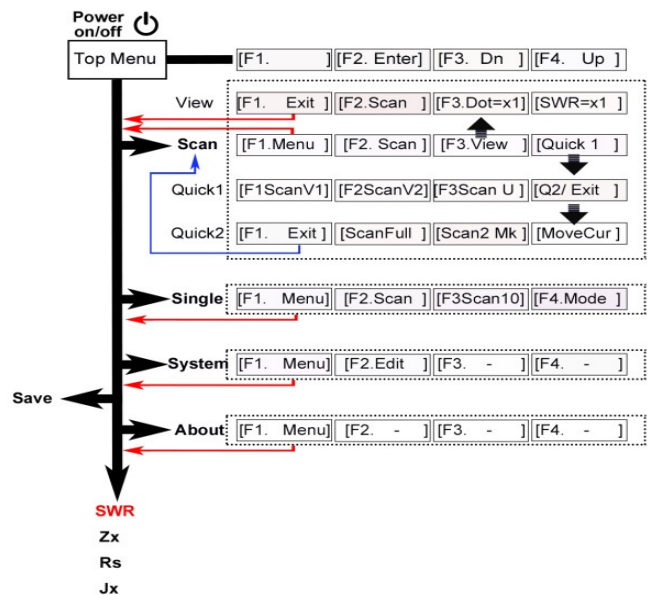 Power
on/off
Top Menu [F1. ] [F2. Enter] [F3. Dn ] [F4. Up ]
View [F1. Exit ] [F2.Scan ] [F3.Dot=x1] [SWR=x1 ]
Scan [F1.Menu ] [F2. Scan ] [F3.View ] [Quick 1 ]
Quick1 [F1ScanV1] [F2ScanV2] [F3Scan U ] [Q2/ Exit ]
Quick2 [F1. Exit ] [ScanFull ] [Scan2 Mk ] [MoveCur ]
Single [F1. Menu] [F2.Scan ] [F3Scan10] [F4.Mode ]
System [F1. Menu] [F2.Edit ] [F3. - ] [F4. - ]
Save
About [F1. Menu] [F2. - ] [F3. - ] [F4. - ]
SWR
Zx
Rs
Jx